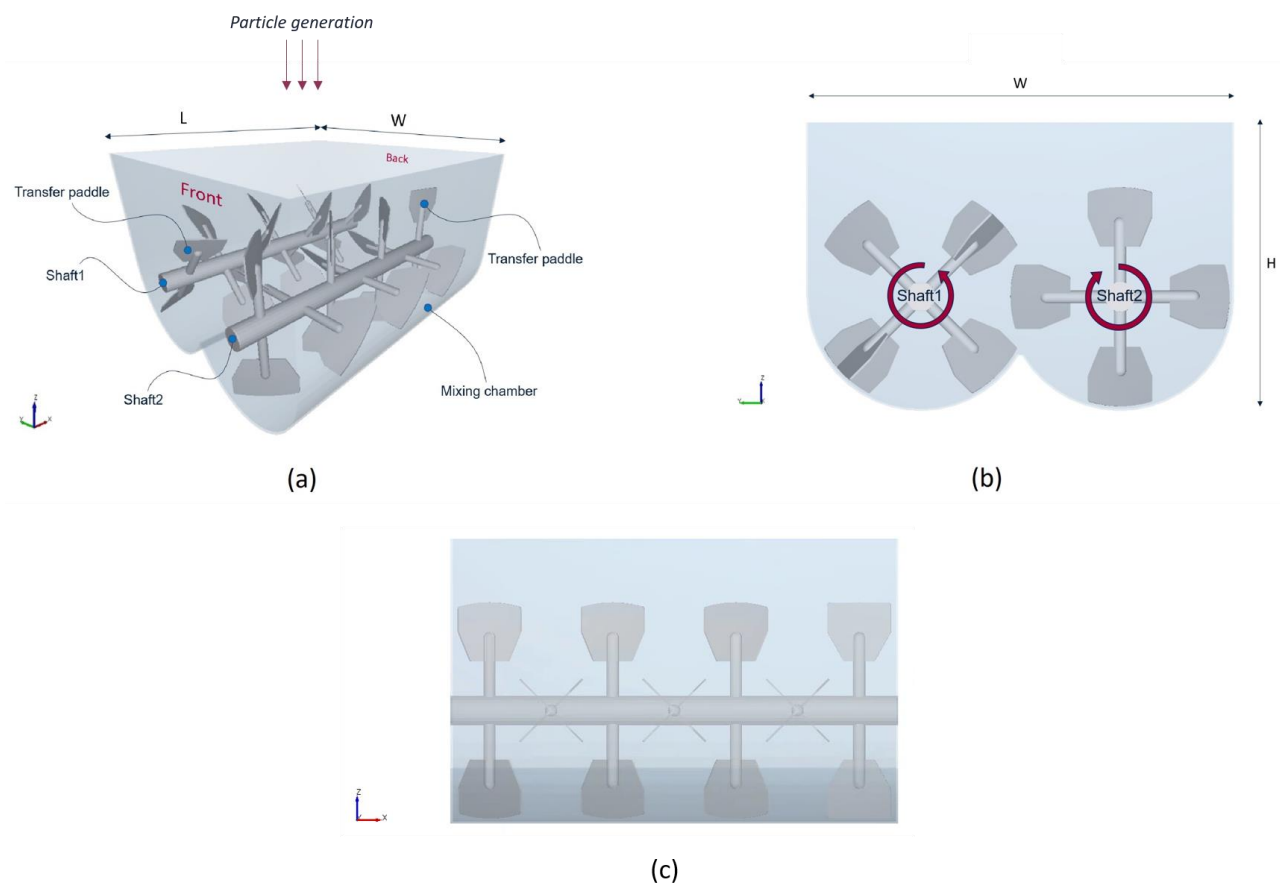 Particle generation
L
W
Back
Front
Transfer paddle
Transfer paddle
Shaft1
Shaft2
Mixing chamber
Z
Y
X
(a)
W
H
Shaft1
Shaft2
Z
Y
(b)
Z
X
(c)